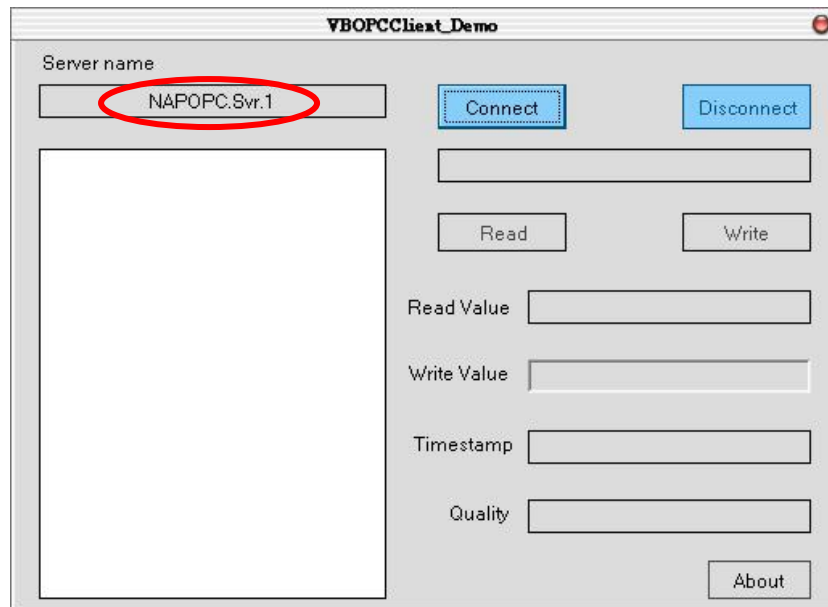 VBOPCClient_Demo
Server name
NAPOPC.Svr.1
Connect
Disconnect
Read
Write
Read Value
Write Value
Timestamp
Quality
About